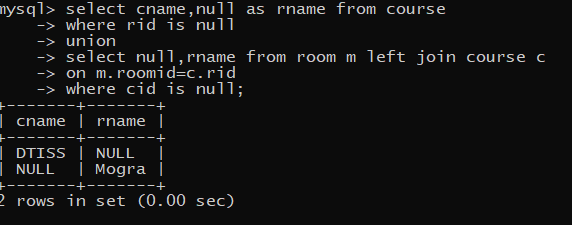 mysql> select cname,null as rname from course
    -> where rid is null
    -> union
    -> select null,rname from room m left join course c
    -> on m.roomid=c.rid
    -> where cid is null;
+-------+-------+
| cname | rname |
+-------+-------+
| DTISS | NULL  |
| NULL  | Mogra |
+-------+-------+
2 rows in set (0.00 sec)